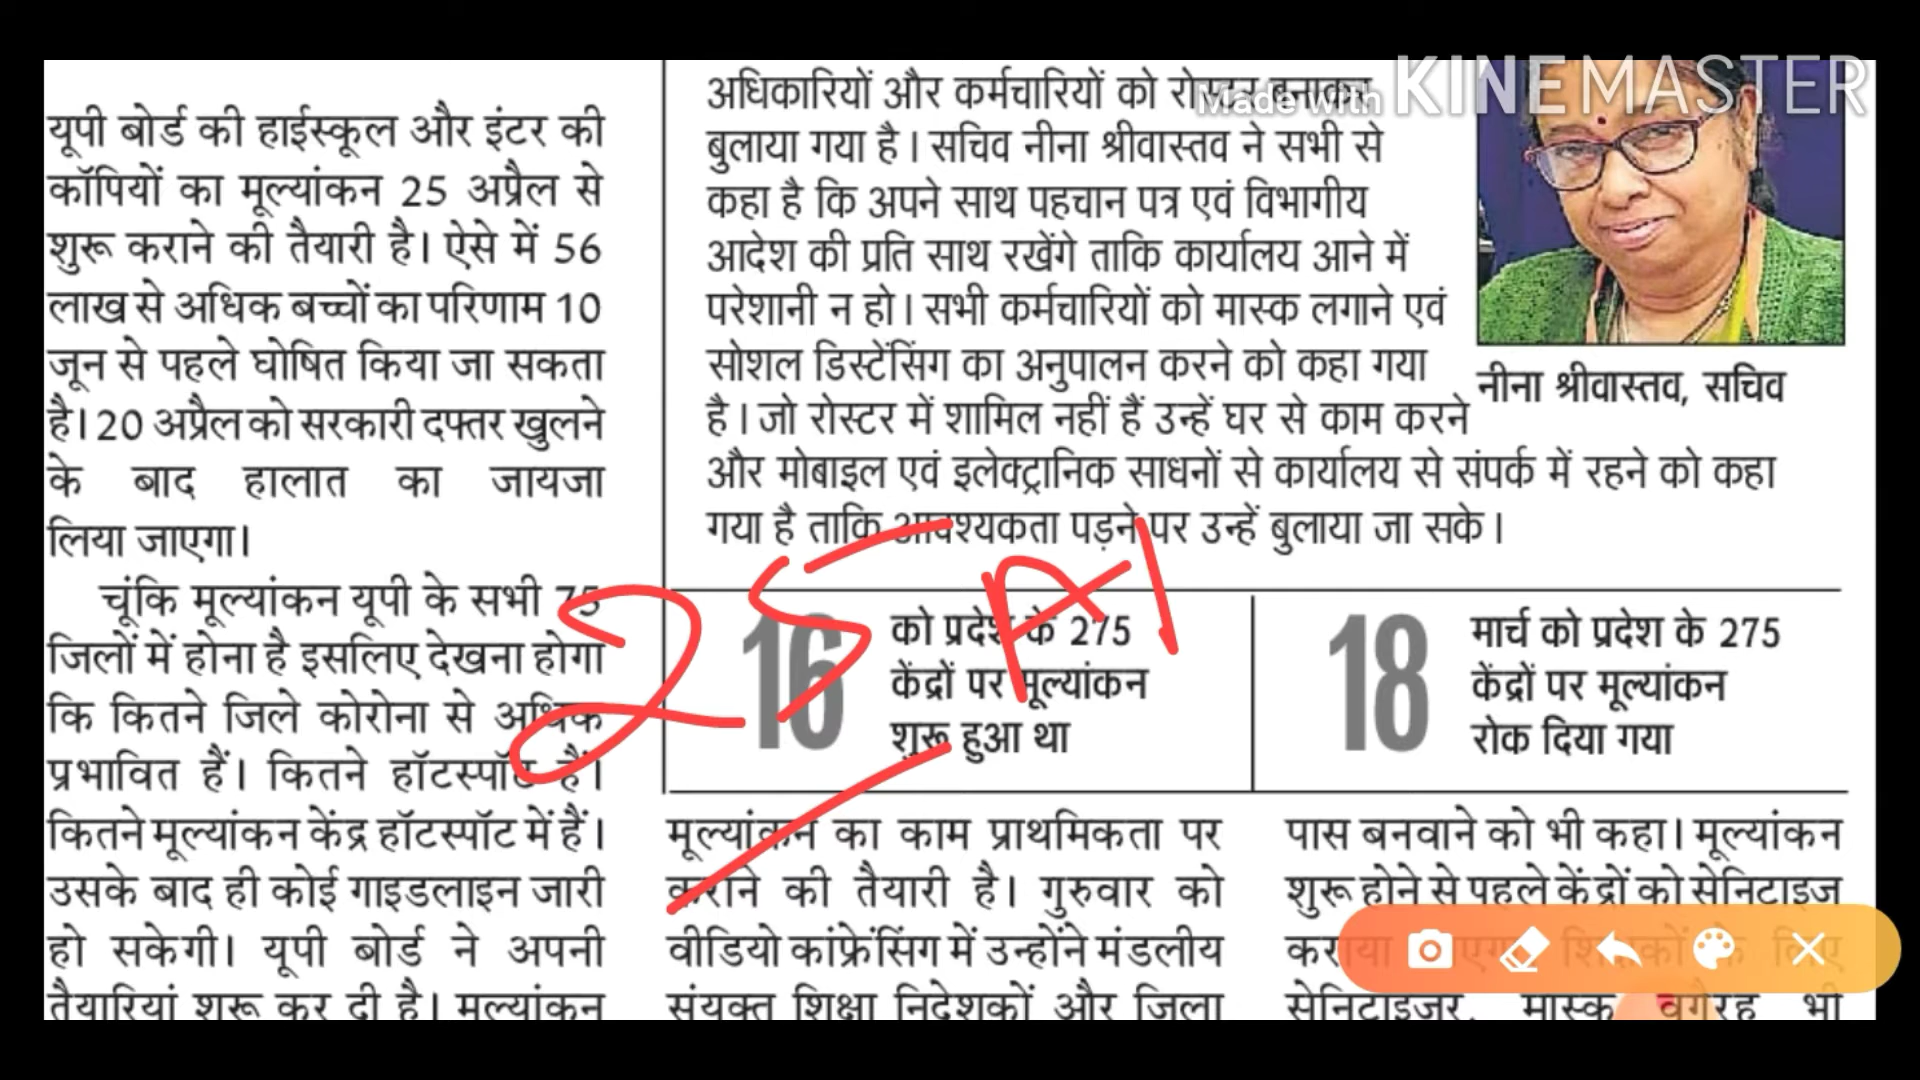 यूपी बोर्ड की हाईस्कूल और इंटर की
कॉपियों का मूल्यांकन 25 अप्रैल से
शुरू कराने की तैयारी है। ऐसे में 56
लाख से अधिक बच्चों का परिणाम 10
जून से पहले घोषित किया जा सकता
है। 20 अप्रैल को सरकारी दफ्तर खुलने
के बाद हालात का जायजा
लिया जाएगा।
चूंकि मूल्यांकन यूपी के सभी 75
जिलों में होना है इसलिए देखना होगा
कि कितने जिले कोरोना से अधिक
प्रभावित हैं। कितने हॉटस्पॉट हैं।
कितने मूल्यांकन केंद्र हॉटस्पॉट में हैं।
उसके बाद ही कोई गाइडलाइन जारी
हो सकेगी। यूपी बोर्ड ने अपनी
तैयारियां शुरू कर दी है। मूल्यांकन
अधिकारियों और कर्मचारियों को रोस्टर बनाकर
बुलाया गया है। सचिव नीना श्रीवास्तव ने सभी से
कहा है कि अपने साथ पहचान पत्र एवं विभागीय
आदेश की प्रति साथ रखेंगे ताकि कार्यालय आने में
परेशानी न हो। सभी कर्मचारियों को मास्क लगाने एवं
सोशल डिस्टेंसिंग का अनुपालन करने को कहा गया
है। जो रोस्टर में शामिल नहीं हैं उन्हें घर से काम करने
और मोबाइल एवं इलेक्ट्रानिक साधनों से कार्यालय से संपर्क में रहने को कहा
गया है ताकि आवश्यकता पड़ने पर उन्हें बुलाया जा सके।
Made with KINEMASTER
नीना श्रीवास्तव, सचिव
25 A1
16
को प्रदेश के 275
केंद्रों पर मूल्यांकन
शुरू हुआ था
18
मार्च को प्रदेश के 275
केंद्रों पर मूल्यांकन
रोक दिया गया
मूल्यांकन का काम प्राथमिकता पर
कराने की तैयारी है। गुरुवार को
वीडियो कांफ्रेंसिंग में उन्होंने मंडलीय
संयुक्त शिक्षा निदेशकों और जिला
पास बनवाने को भी कहा। मूल्यांकन
शुरू होने से पहले केंद्रों को सेनिटाइज
कराया जाएगा। शिक्षकों के लिए
सेनिटाइजर, मास्क वगैरह भी